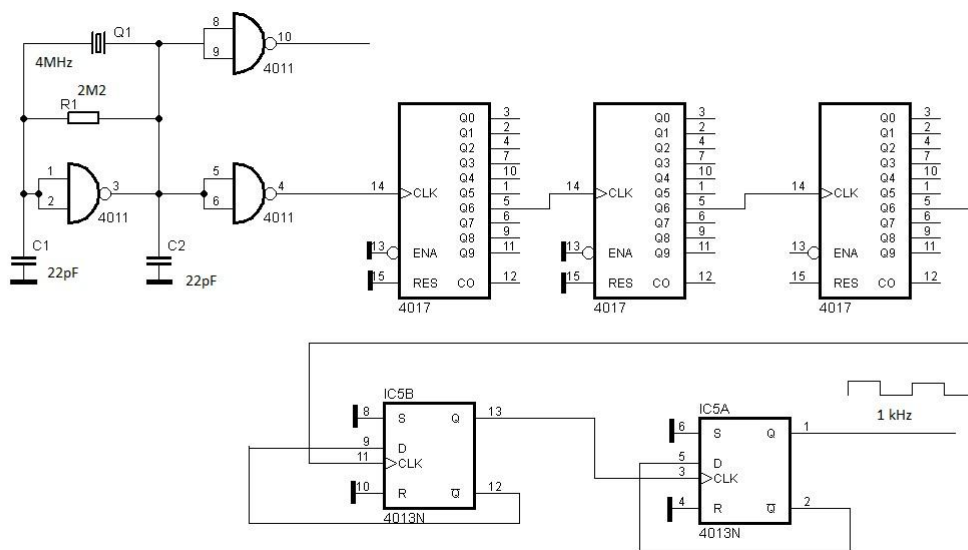 Q1
4MHz
8
9
10
4011
2M2
R1
1
2
3
4011
5
6
4
4011
C1
22pF
C2
22pF
14
CLK
13
ENA
15
RES
CO
12
Q0 3
Q1 2
Q2 4
Q3 7
Q4 10
Q5 1
Q6 5
Q7 6
Q8 9
Q9 11
4017
14
CLK
13
ENA
15
RES
CO
12
Q0 3
Q1 2
Q2 4
Q3 7
Q4 10
Q5 1
Q6 5
Q7 6
Q8 9
Q9 11
4017
14
CLK
13
ENA
15
RES
CO
12
Q0 3
Q1 2
Q2 4
Q3 7
Q4 10
Q5 1
Q6 5
Q7 6
Q8 9
Q9 11
4017
IC5B
8 S Q 13
9 D
11 CLK
10 R Q 12
4013N
IC5A
6 S Q 1
5 D
3 CLK
4 R Q 2
4013N
1 kHz